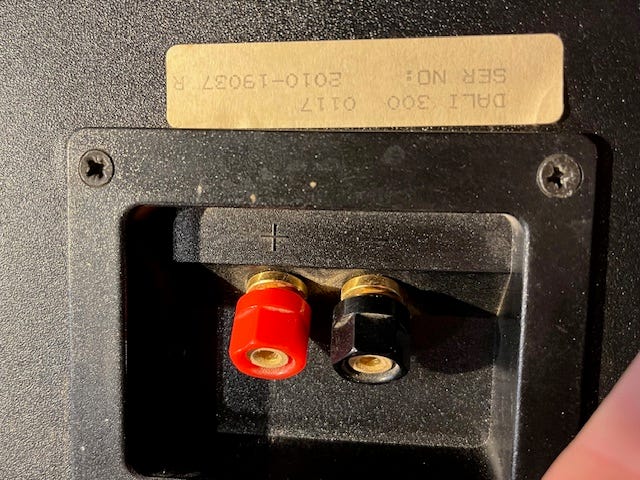 DALI 300 0117
SER NO: 2010-19037 R
+
-